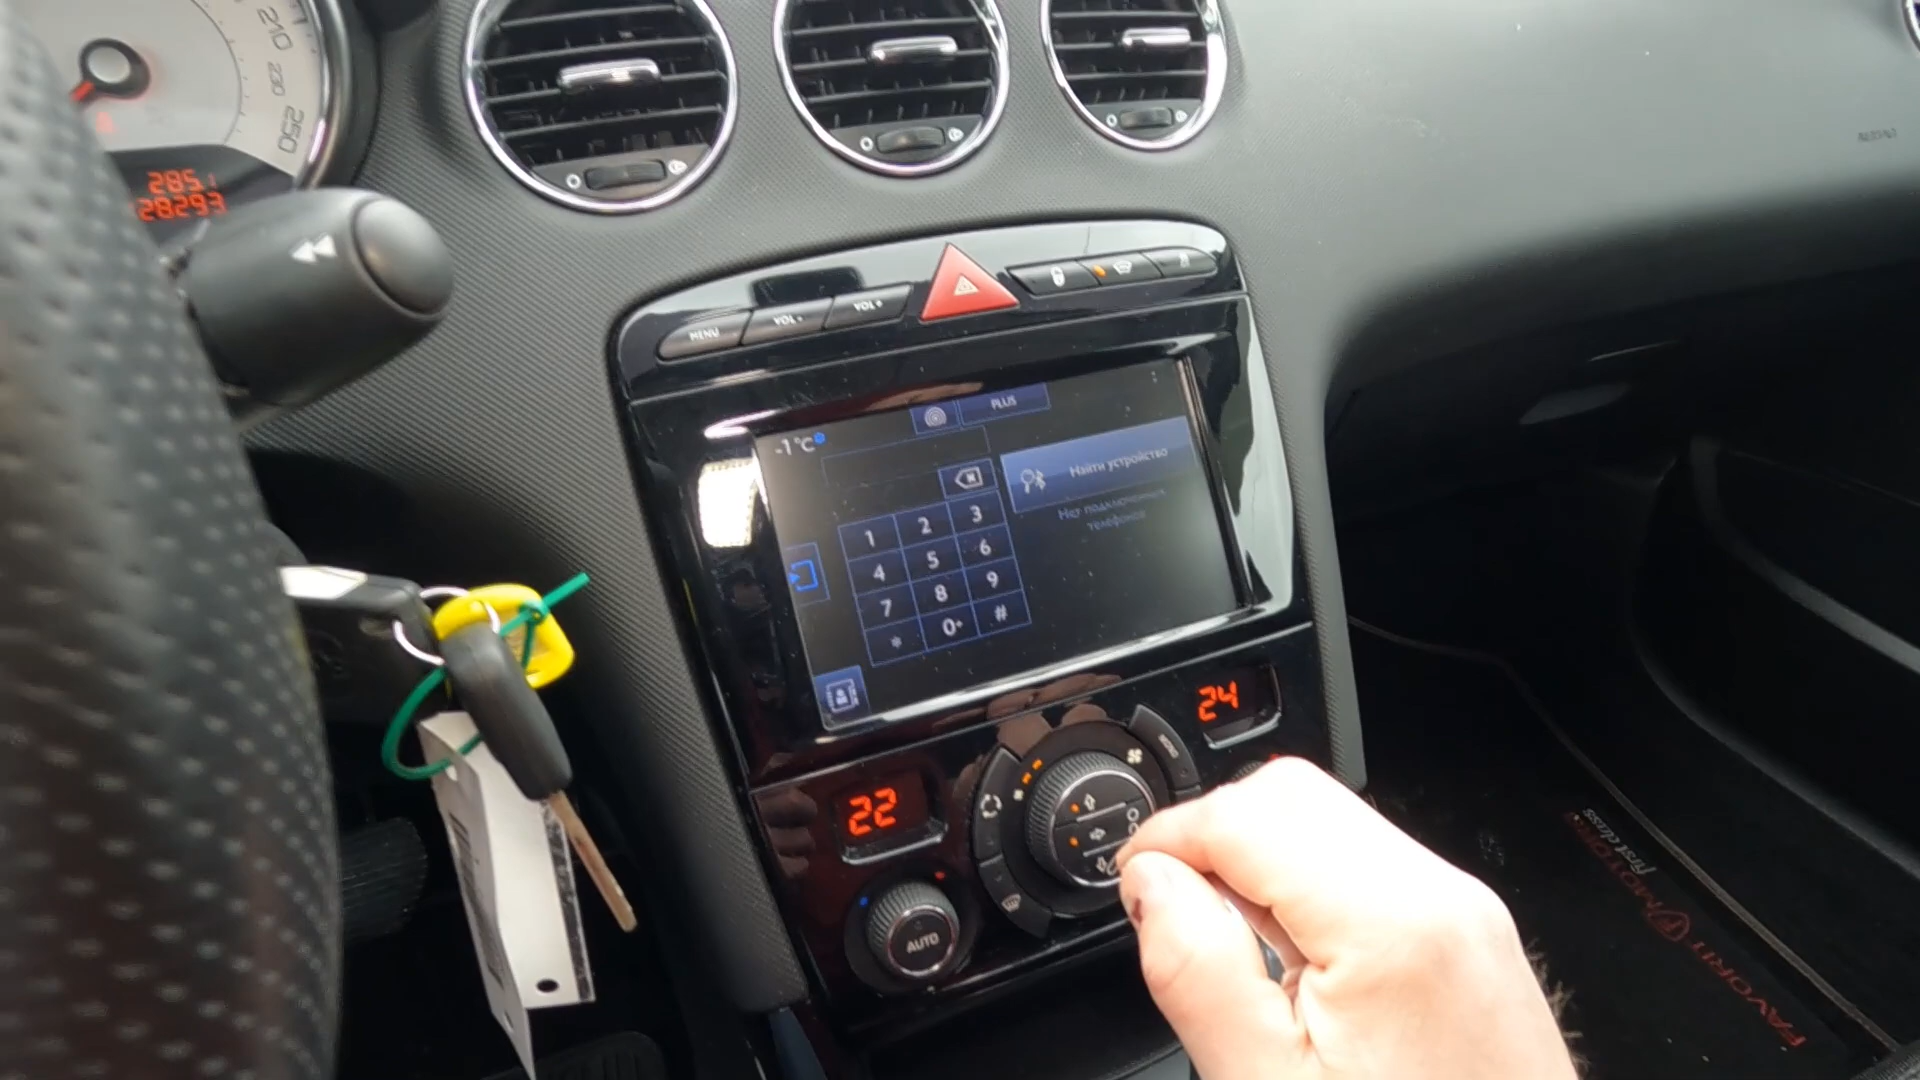 210
230
250
285.1
28293
MENU
VOL-
VOL+
PLUS
-1°C
Найти устройство
Нет подключенных
телефонов
1 2 3
4 5 6
7 8 9
* 0+ #
24
22
AUTO
FAVORIT MOTORS
first class